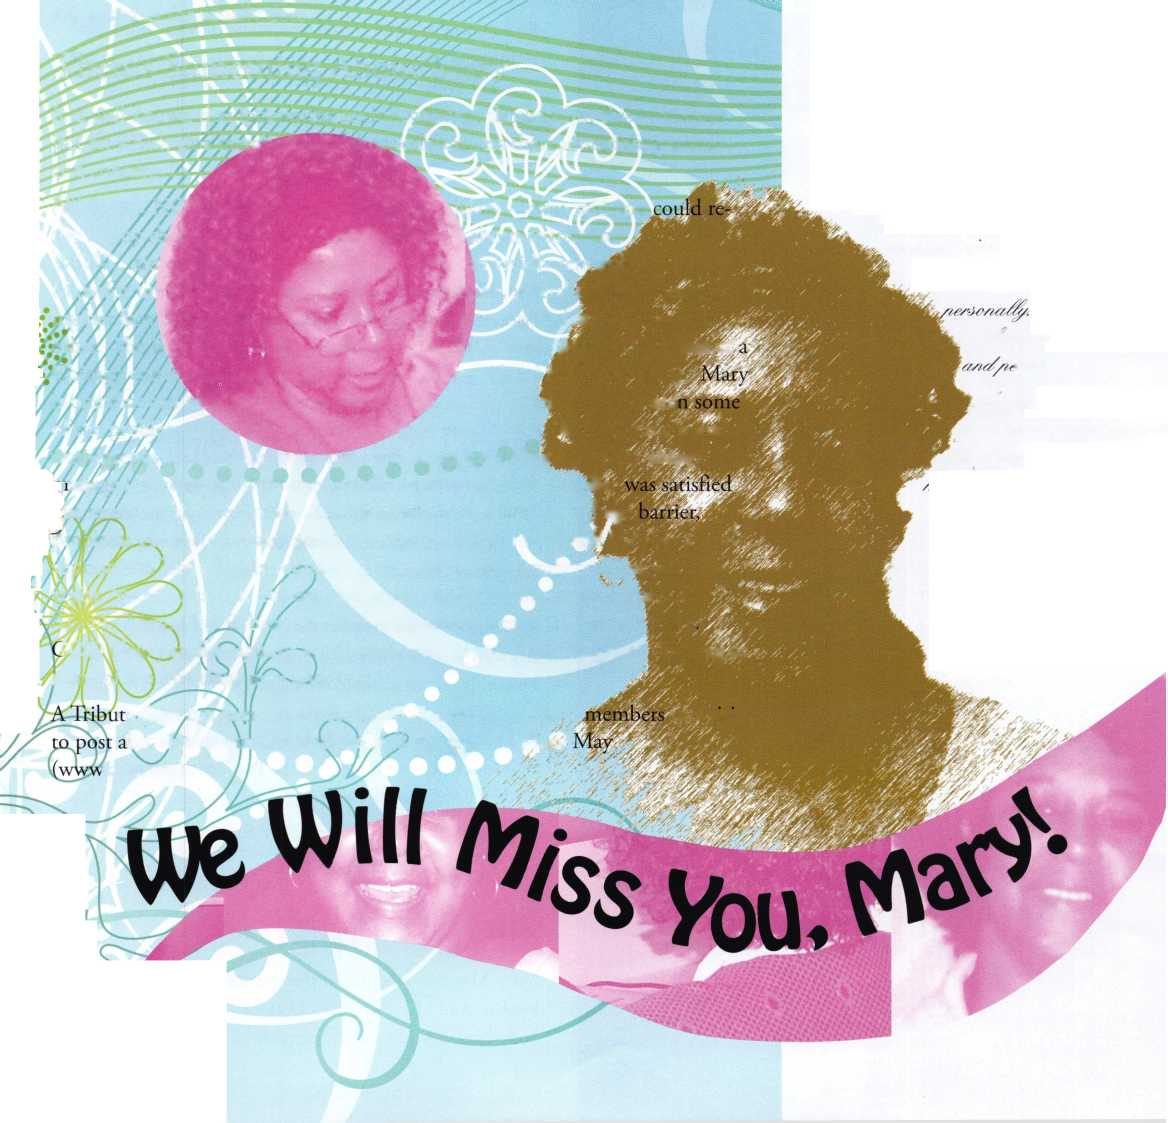 could re-
personally.
a
and pe
Mary
n some
was satisfied
barrier,
A Tribut
members
to post a
May
(www
We Will Miss You, Mary!